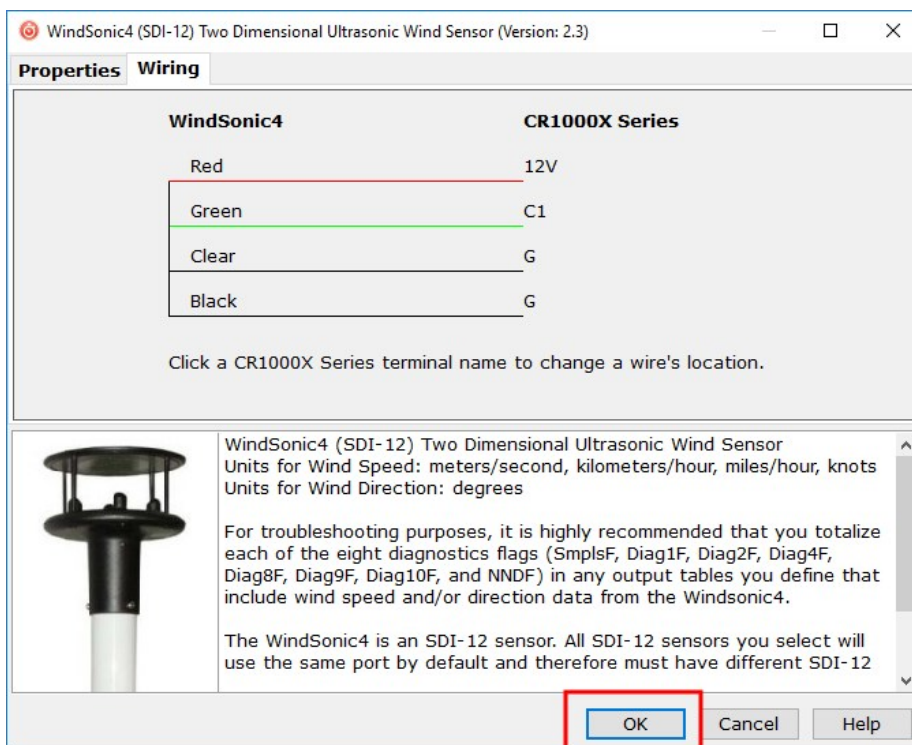 WindSonic4 (SDI-12) Two Dimensional Ultrasonic Wind Sensor (Version: 2.3)
Properties Wiring
WindSonic4 CR1000X Series
Red 12V
Green C1
Clear G
Black G
Click a CR1000X Series terminal name to change a wire's location.
WindSonic4 (SDI-12) Two Dimensional Ultrasonic Wind Sensor
Units for Wind Speed: meters/second, kilometers/hour, miles/hour, knots
Units for Wind Direction: degrees
For troubleshooting purposes, it is highly recommended that you totalize
each of the eight diagnostics flags (SmplsF, Diag1F, Diag2F, Diag4F,
Diag8F, Diag9F, Diag10F, and NNDF) in any output tables you define that
include wind speed and/or direction data from the Windsonic4.
The WindSonic4 is an SDI-12 sensor. All SDI-12 sensors you select will
use the same port by default and therefore must have different SDI-12
OK Cancel Help